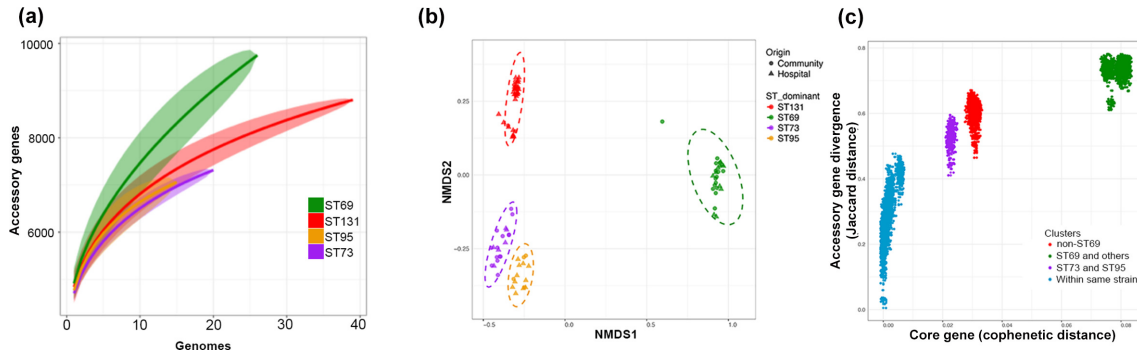 (a)
10000
8000
6000
Accessory genes
0
10
20
30
40
Genomes
ST69
ST131
ST95
ST73
(b)
0.25
0.00
−0.25
NMDS2
−0.5
0.0
0.5
1.0
NMDS1
Origin
Community
Hospital
ST_dominant
ST131
ST69
ST73
ST95
(c)
0.8
0.6
0.4
0.2
0.0
Accessory gene divergence
(Jaccard distance)
0.00
0.02
0.04
0.06
0.08
Core gene (cophenetic distance)
Clusters
non-ST69
ST69 and others
ST73 and ST95
Within same strain